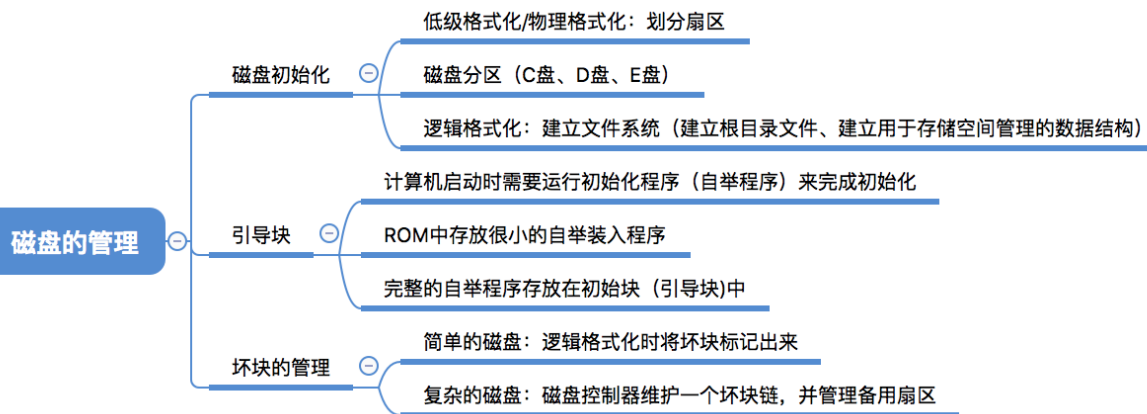 磁盘的管理
磁盘初始化
低级格式化/物理格式化：划分扇区
磁盘分区（C盘、D盘、E盘）
逻辑格式化：建立文件系统（建立根目录文件、建立用于存储空间管理的数据结构）
引导块
计算机启动时需要运行初始化程序（自举程序）来完成初始化
ROM中存放很小的自举装入程序
完整的自举程序存放在初始块（引导块)中
坏块的管理
简单的磁盘：逻辑格式化时将坏块标记出来
复杂的磁盘：磁盘控制器维护一个坏块链，并管理备用扇区